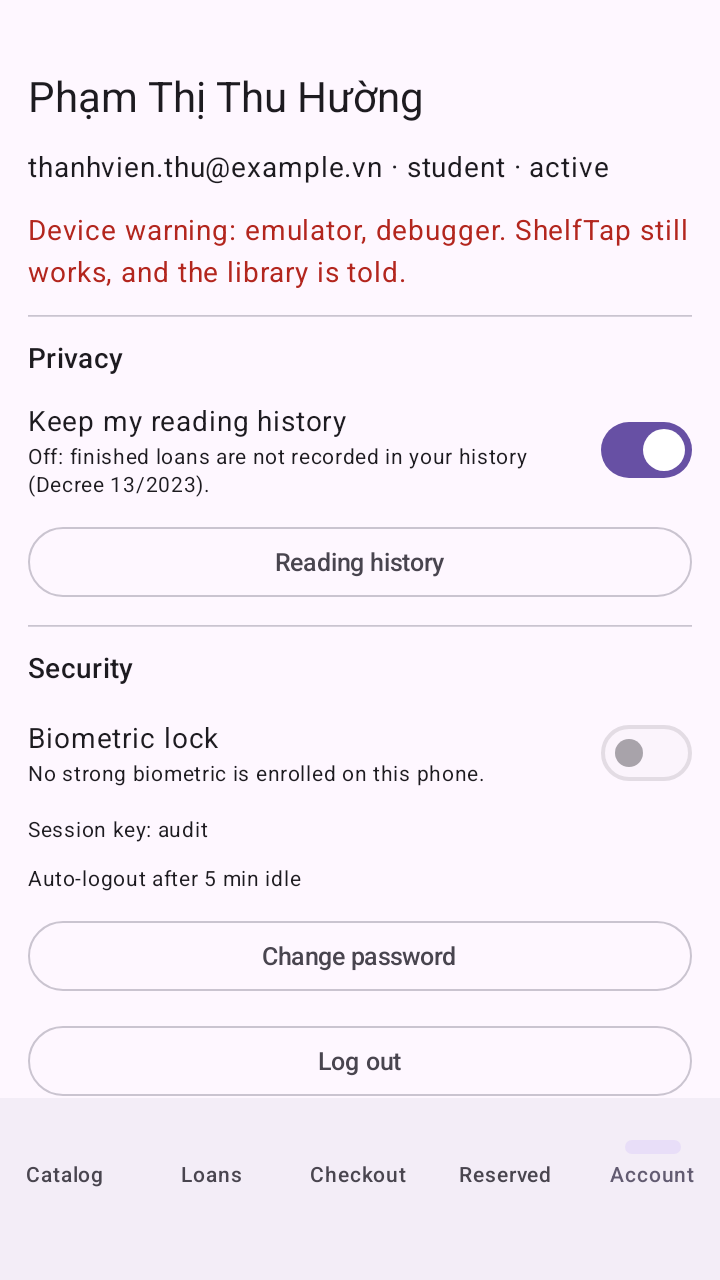 Phạm Thị Thu Hường
thanhvien.thu@example.vn · student · active
Device warning: emulator, debugger. ShelfTap still
works, and the library is told.
Privacy
Keep my reading history
Off: finished loans are not recorded in your history
(Decree 13/2023).
Reading history
Security
Biometric lock
No strong biometric is enrolled on this phone.
Session key: audit
Auto-logout after 5 min idle
Change password
Log out
Catalog Loans Checkout Reserved Account